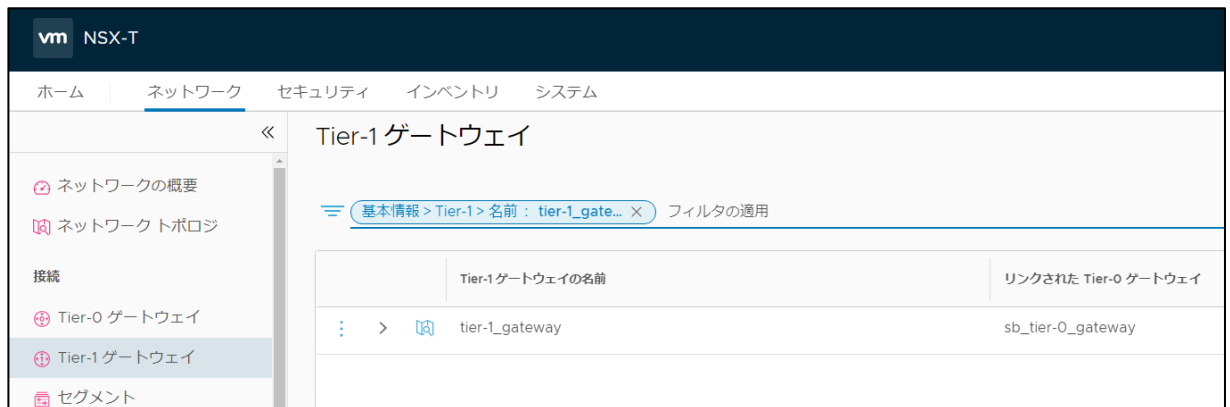 vm NSX-T
ホーム ネットワーク セキュリティ インベントリ システム
Tier-1 ゲートウェイ
ネットワークの概要
ネットワーク トポロジ
接続
Tier-0 ゲートウェイ
Tier-1 ゲートウェイ
セグメント
基本情報 > Tier-1 > 名前 : tier-1_gate... × フィルタの適用
Tier-1 ゲートウェイの名前 リンクされた Tier-0 ゲートウェイ
tier-1_gateway sb_tier-0_gateway